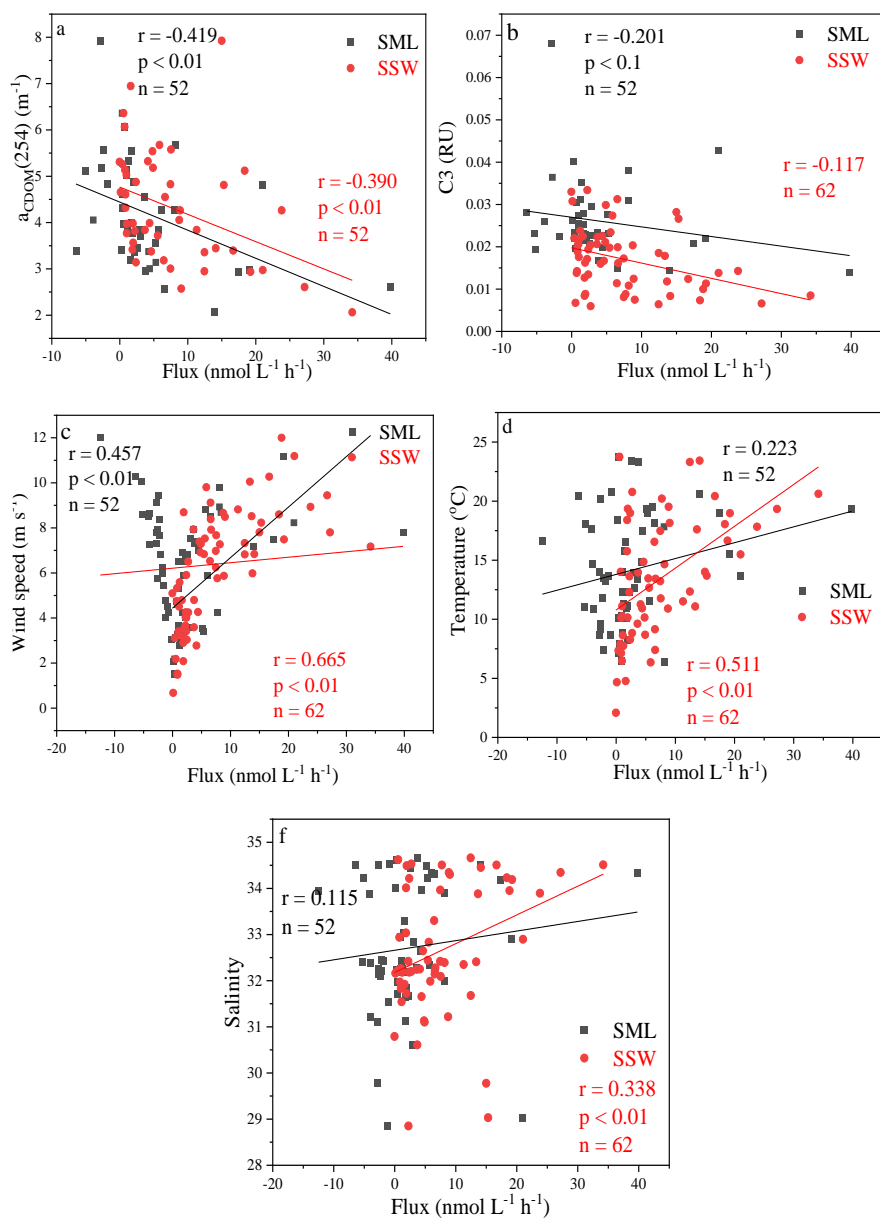 a
r = -0.419
p < 0.01
n = 52
SML
SSW
r = -0.390
p < 0.01
n = 52
a_CDOM(254) (m⁻¹)
8
7
6
5
4
3
2
-10 0 10 20 30 40
Flux (nmol L⁻¹ h⁻¹)
b
r = -0.201
p < 0.1
n = 52
SML
SSW
r = -0.117
n = 62
C3 (RU)
0.07
0.06
0.05
0.04
0.03
0.02
0.01
0.00
-10 0 10 20 30 40
Flux (nmol L⁻¹ h⁻¹)
c
r = 0.457
p < 0.01
n = 52
SML
SSW
r = 0.665
p < 0.01
n = 62
Wind speed (m s⁻¹)
12
10
8
6
4
2
0
-20 -10 0 10 20 30 40
Flux (nmol L⁻¹ h⁻¹)
d
r = 0.223
n = 52
SML
SSW
r = 0.511
p < 0.01
n = 62
Temperature (°C)
25
20
15
10
5
0
-20 -10 0 10 20 30 40
Flux (nmol L⁻¹ h⁻¹)
f
r = 0.115
n = 52
SML
SSW
r = 0.338
p < 0.01
n = 62
Salinity
35
34
33
32
31
30
29
28
-20 -10 0 10 20 30 40
Flux (nmol L⁻¹ h⁻¹)